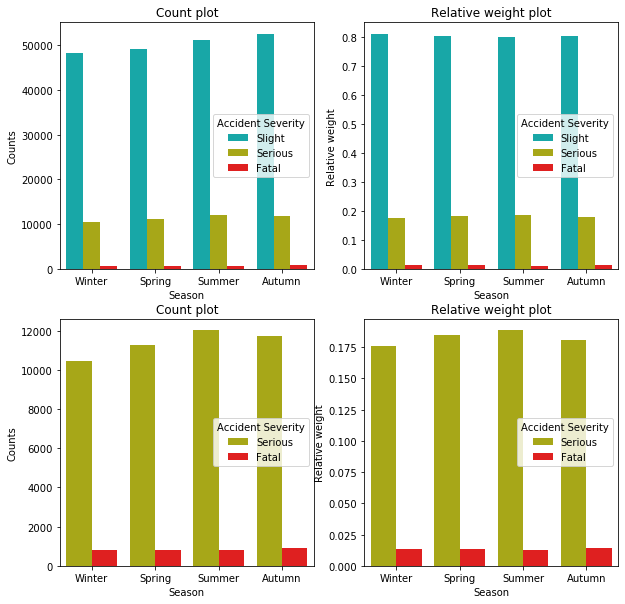 Count plot
Counts
50000
40000
30000
20000
10000
0
Accident Severity
Slight
Serious
Fatal
Winter Spring Summer Autumn
Season
Relative weight plot
Relative weight
0.8
0.7
0.6
0.5
0.4
0.3
0.2
0.1
0.0
Accident Severity
Slight
Serious
Fatal
Winter Spring Summer Autumn
Season
Count plot
Counts
12000
10000
8000
6000
4000
2000
0
Accident Severity
Serious
Fatal
Winter Spring Summer Autumn
Season
Relative weight plot
Relative weight
0.175
0.150
0.125
0.100
0.075
0.050
0.025
0.000
Accident Severity
Serious
Fatal
Winter Spring Summer Autumn
Season